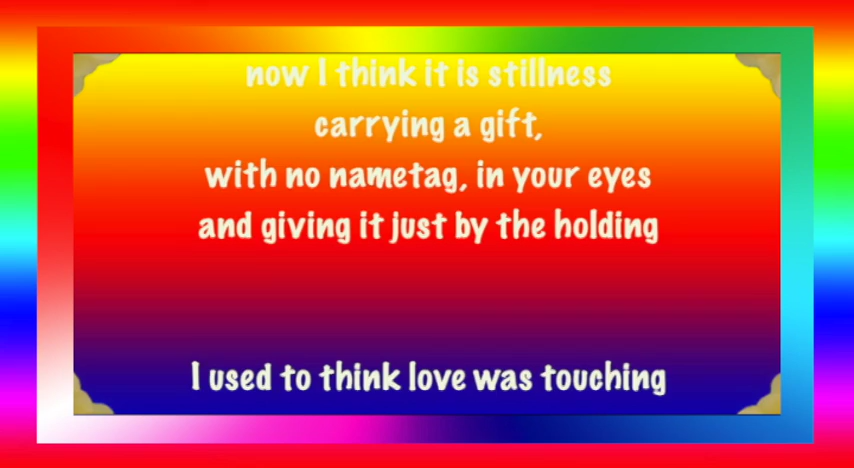 now I think it is stillness
carrying a gift,
with no nametag, in your eyes
and giving it just by the holding
I used to think love was touching